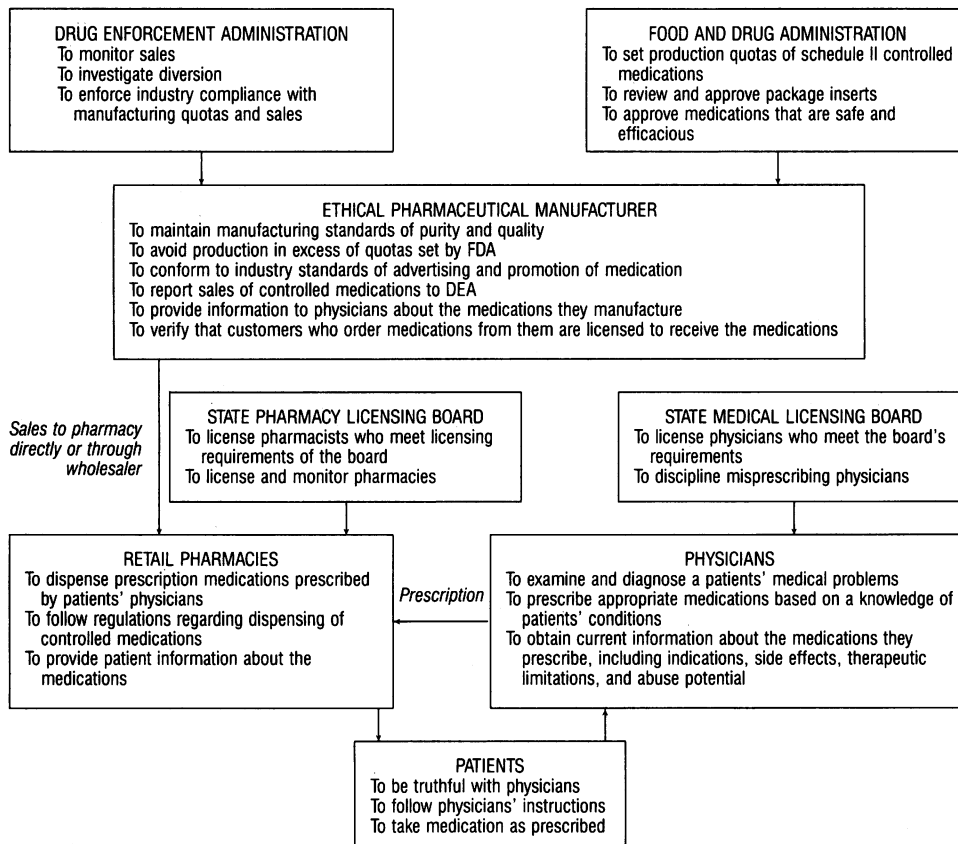 DRUG ENFORCEMENT ADMINISTRATION
To monitor sales
To investigate diversion
To enforce industry compliance with
manufacturing quotas and sales
FOOD AND DRUG ADMINISTRATION
To set production quotas of schedule II controlled
medications
To review and approve package inserts
To approve medications that are safe and
efficacious
ETHICAL PHARMACEUTICAL MANUFACTURER
To maintain manufacturing standards of purity and quality
To avoid production in excess of quotas set by FDA
To conform to industry standards of advertising and promotion of medication
To report sales of controlled medications to DEA
To provide information to physicians about the medications they manufacture
To verify that customers who order medications from them are licensed to receive the medications
Sales to pharmacy
directly or through
wholesaler
STATE PHARMACY LICENSING BOARD
To license pharmacists who meet licensing
requirements of the board
To license and monitor pharmacies
STATE MEDICAL LICENSING BOARD
To license physicians who meet the board's
requirements
To discipline misprescribing physicians
RETAIL PHARMACIES
To dispense prescription medications prescribed
by patients' physicians
To follow regulations regarding dispensing of
controlled medications
To provide patient information about the
medications
Prescription
PHYSICIANS
To examine and diagnose a patients' medical problems
To prescribe appropriate medications based on a knowledge of
patients' conditions
To obtain current information about the medications they
prescribe, including indications, side effects, therapeutic
limitations, and abuse potential
PATIENTS
To be truthful with physicians
To follow physicians' instructions
To take medication as prescribed